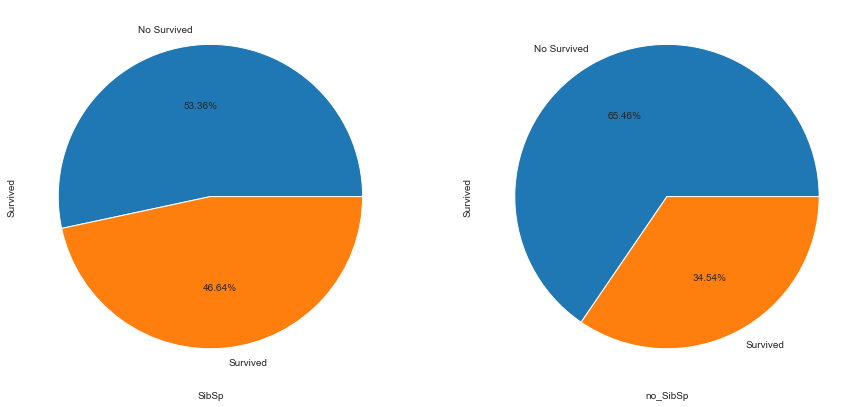 No Survived
53.36%
Survived
46.64%
Survived
SibSp
No Survived
65.46%
Survived
34.54%
Survived
no_SibSp